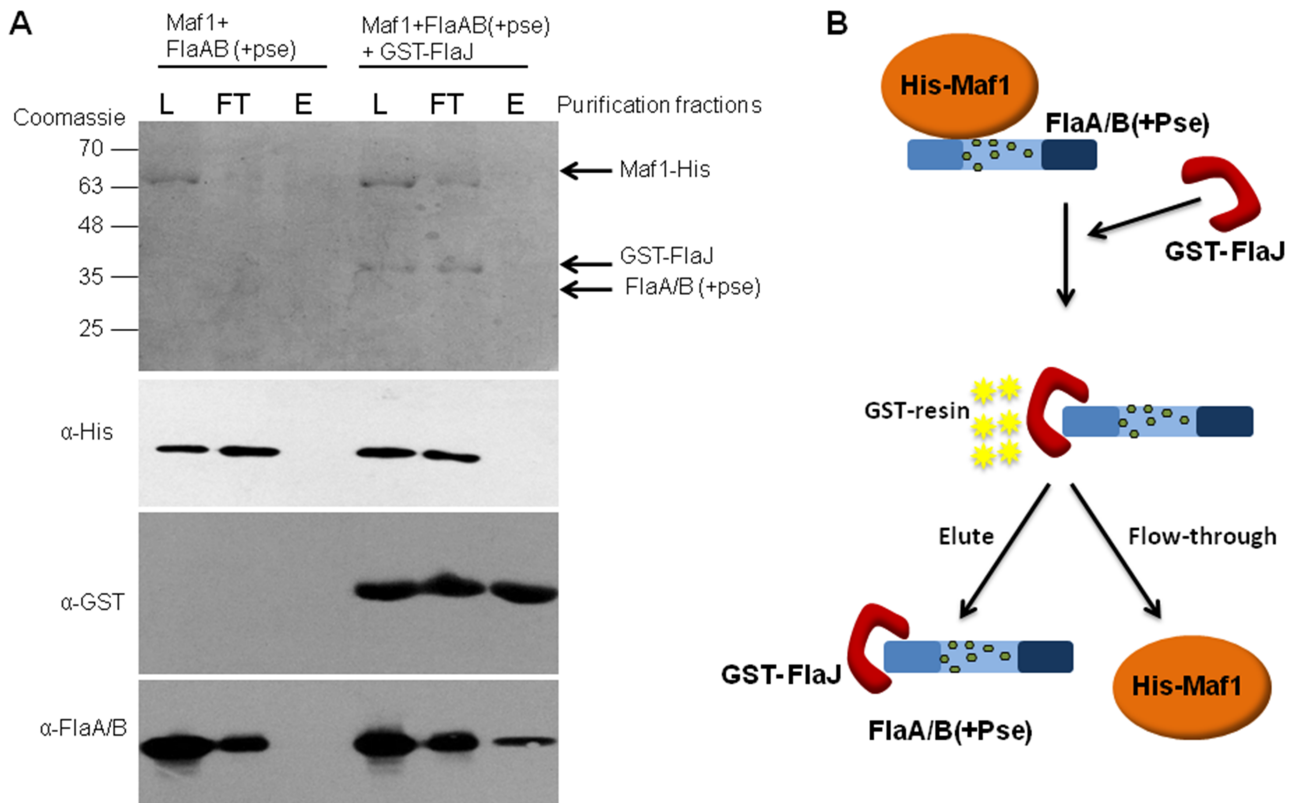 A
Maf1+
FlaAB (+pse)
Maf1+FlaAB(+pse)
+ GST-FlaJ
L FT E L FT E
Purification fractions
Coomassie
70
63
48
35
25
Maf1-His
GST-FlaJ
FlaA/B (+pse)
α-His
α-GST
α-FlaA/B
B
His-Maf1
FlaA/B(+Pse)
GST-FlaJ
GST-resin
Elute
Flow-through
GST-FlaJ
FlaA/B(+Pse)
His-Maf1